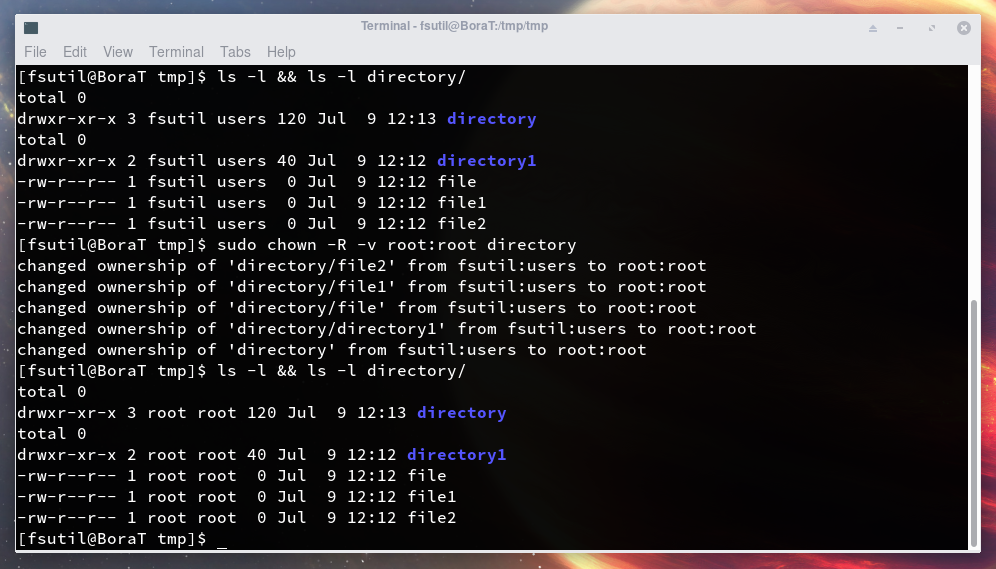 Terminal - fsutil@BoraT:/tmp/tmp
File Edit View Terminal Tabs Help
[fsutil@BoraT tmp]$ ls -l && ls -l directory/
total 0
drwxr-xr-x 3 fsutil users 120 Jul  9 12:13 directory
total 0
drwxr-xr-x 2 fsutil users 40 Jul  9 12:12 directory1
-rw-r--r-- 1 fsutil users  0 Jul  9 12:12 file
-rw-r--r-- 1 fsutil users  0 Jul  9 12:12 file1
-rw-r--r-- 1 fsutil users  0 Jul  9 12:12 file2
[fsutil@BoraT tmp]$ sudo chown -R -v root:root directory
changed ownership of 'directory/file2' from fsutil:users to root:root
changed ownership of 'directory/file1' from fsutil:users to root:root
changed ownership of 'directory/file' from fsutil:users to root:root
changed ownership of 'directory/directory1' from fsutil:users to root:root
changed ownership of 'directory' from fsutil:users to root:root
[fsutil@BoraT tmp]$ ls -l && ls -l directory/
total 0
drwxr-xr-x 3 root root 120 Jul  9 12:13 directory
total 0
drwxr-xr-x 2 root root 40 Jul  9 12:12 directory1
-rw-r--r-- 1 root root  0 Jul  9 12:12 file
-rw-r--r-- 1 root root  0 Jul  9 12:12 file1
-rw-r--r-- 1 root root  0 Jul  9 12:12 file2
[fsutil@BoraT tmp]$ _